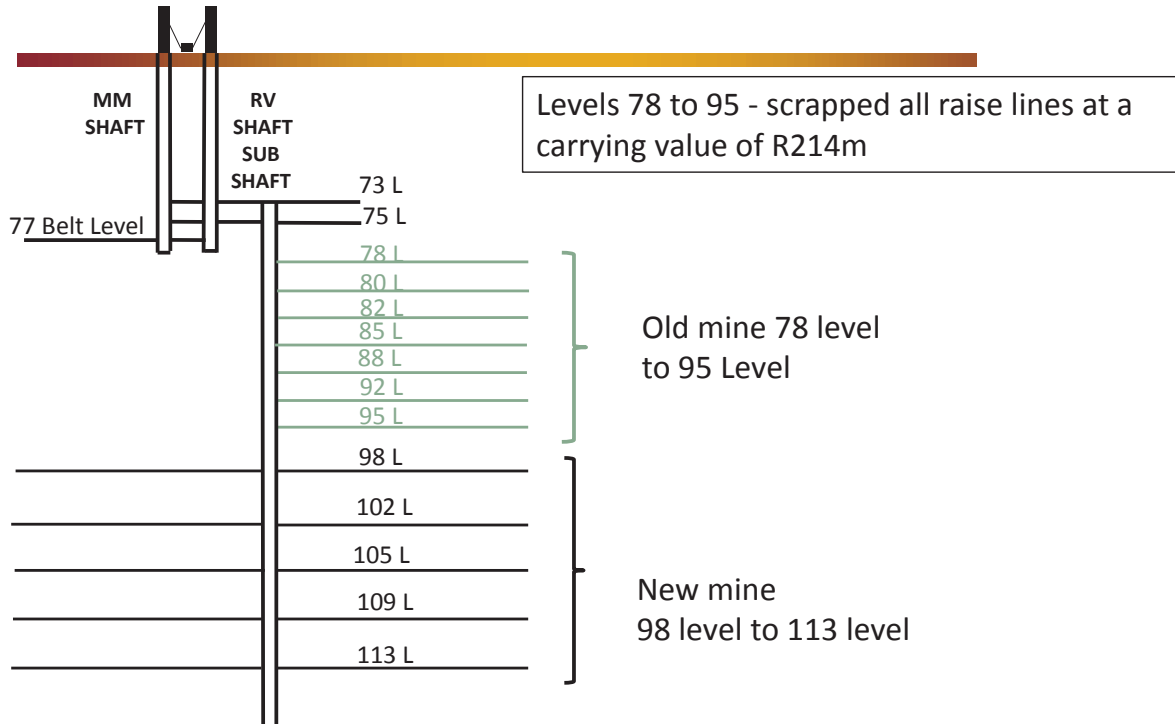 MM
SHAFT
RV
SHAFT
SUB
SHAFT
Levels 78 to 95 - scrapped all raise lines at a
carrying value of R214m
73 L
75 L
77 Belt Level
78 L
80 L
82 L
85 L
88 L
92 L
95 L
Old mine 78 level
to 95 Level
98 L
102 L
105 L
109 L
113 L
New mine
98 level to 113 level